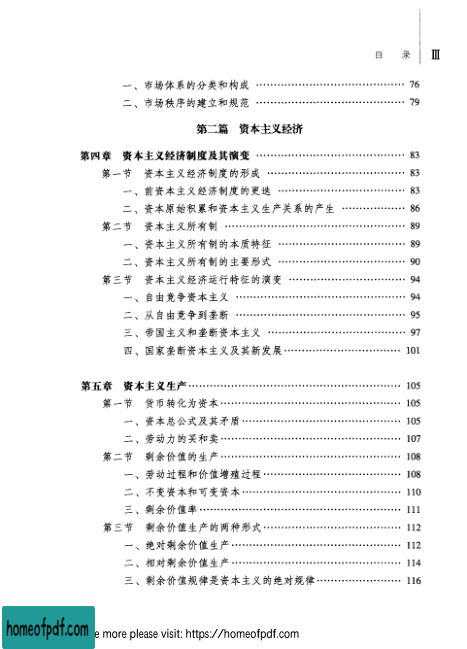 目 录 Ⅲ
一、市场体系的分类和构成 …………………………………… 76
二、市场秩序的建立和规范 …………………………………… 79
第二篇 资本主义经济
第四章 资本主义经济制度及其演变 …………………………………… 83
第一节 资本主义经济制度的形成 …………………………………… 83
一、前资本主义经济制度的更迭 ……………………………… 83
二、资本原始积累和资本主义生产关系的产生 ……………… 86
第二节 资本主义所有制 …………………………………………… 89
一、资本主义所有制的本质特征 ……………………………… 89
二、资本主义所有制的主要形式 ……………………………… 90
第三节 资本主义经济运行特征的演变 …………………………… 94
一、自由竞争资本主义 ………………………………………… 94
二、从自由竞争到垄断 ………………………………………… 95
三、帝国主义和垄断资本主义 ………………………………… 97
四、国家垄断资本主义及其新发展…………………………… 101
第五章 资本主义生产…………………………………………………… 105
第一节 货币转化为资本…………………………………………… 105
一、资本总公式及其矛盾……………………………………… 105
二、劳动力的买和卖…………………………………………… 107
第二节 剩余价值的生产…………………………………………… 108
一、劳动过程和价值增殖过程………………………………… 108
二、不变资本和可变资本……………………………………… 110
三、剩余价值率………………………………………………… 111
第三节 剩余价值生产的两种形式………………………………… 112
一、绝对剩余价值生产………………………………………… 112
二、相对剩余价值生产………………………………………… 114
三、剩余价值规律是资本主义的绝对规律…………………… 116
homeofpdf.com
e more please visit: https://homeofpdf.com